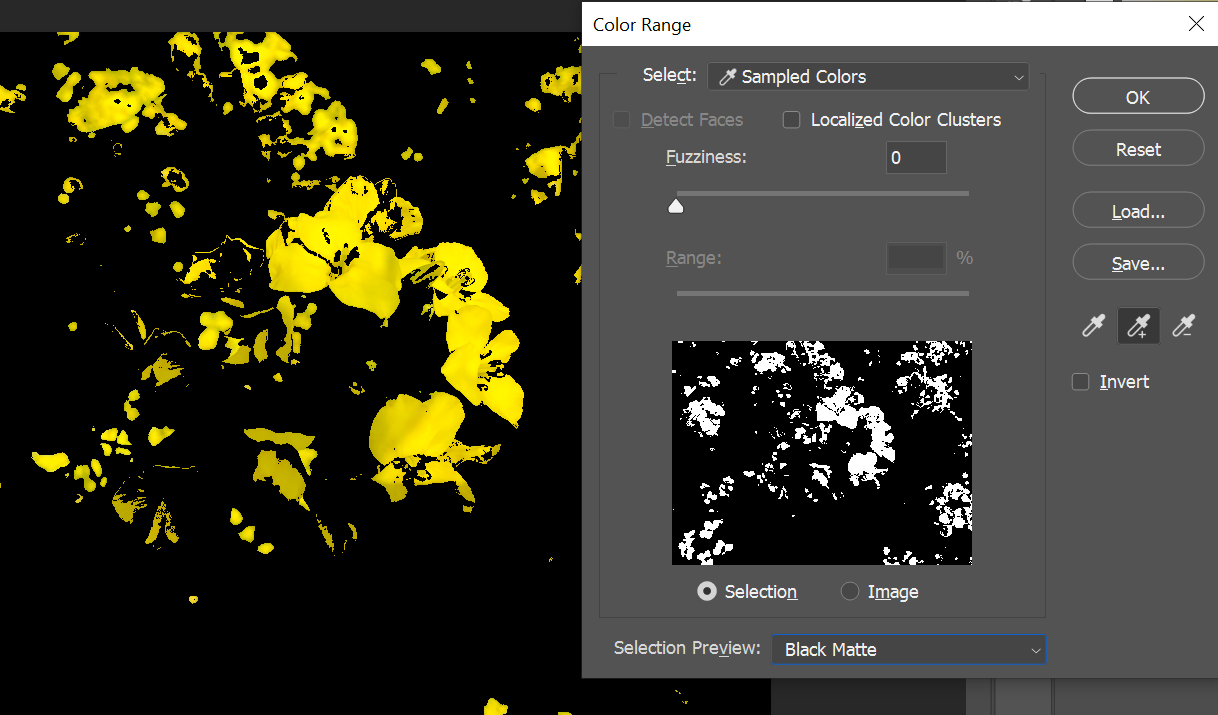 Color Range
Select: Sampled Colors
OK
Detect Faces Localized Color Clusters
Reset
Fuzziness: 0
Load...
Range: %
Save...
Invert
Selection Image
Selection Preview: Black Matte